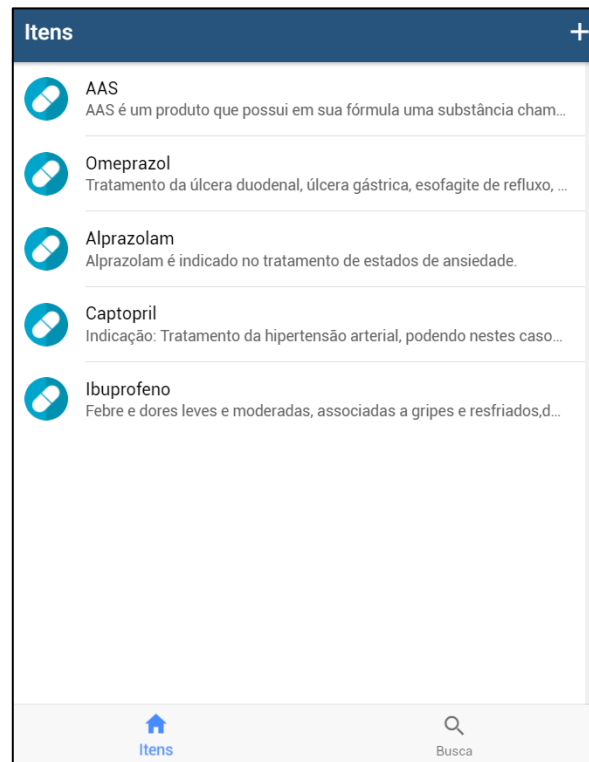 Itens
+
AAS
AAS é um produto que possui em sua fórmula uma substância cham...
Omeprazol
Tratamento da úlcera duodenal, úlcera gástrica, esofagite de refluxo, ...
Alprazolam
Alprazolam é indicado no tratamento de estados de ansiedade.
Captopril
Indicação: Tratamento da hipertensão arterial, podendo nestes caso...
Ibuprofeno
Febre e dores leves e moderadas, associadas a gripes e resfriados,d...
Itens
Busca